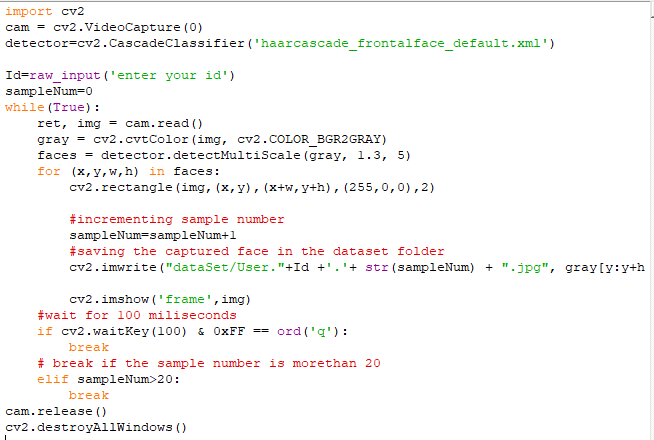 import cv2
cam = cv2.VideoCapture(0)
detector=cv2.CascadeClassifier('haarcascade_frontalface_default.xml')

Id=raw_input('enter your id')
sampleNum=0
while(True):
    ret, img = cam.read()
    gray = cv2.cvtColor(img, cv2.COLOR_BGR2GRAY)
    faces = detector.detectMultiScale(gray, 1.3, 5)
    for (x,y,w,h) in faces:
        cv2.rectangle(img,(x,y),(x+w,y+h),(255,0,0),2)

        #incrementing sample number
        sampleNum=sampleNum+1
        #saving the captured face in the dataset folder
        cv2.imwrite("dataSet/User."+Id +'.'+ str(sampleNum) + ".jpg", gray[y:y+h

        cv2.imshow('frame',img)
    #wait for 100 miliseconds
    if cv2.waitKey(100) & 0xFF == ord('q'):
        break
    # break if the sample number is morethan 20
    elif sampleNum>20:
        break
cam.release()
cv2.destroyAllWindows()